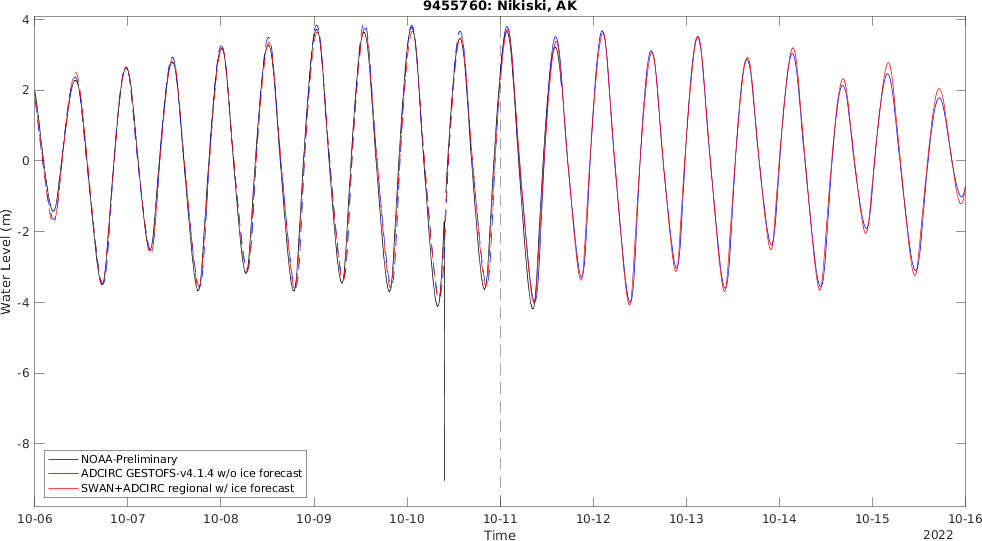 9455760: Nikiski, AK
4
2
0
-2
-4
-6
-8
Water Level (m)
NOAA-Preliminary
ADCIRC GESTOFS-v4.1.4 w/o ice forecast
SWAN+ADCIRC regional w/ ice forecast
10-06 10-07 10-08 10-09 10-10 10-11 10-12 10-13 10-14 10-15 10-16
Time
2022